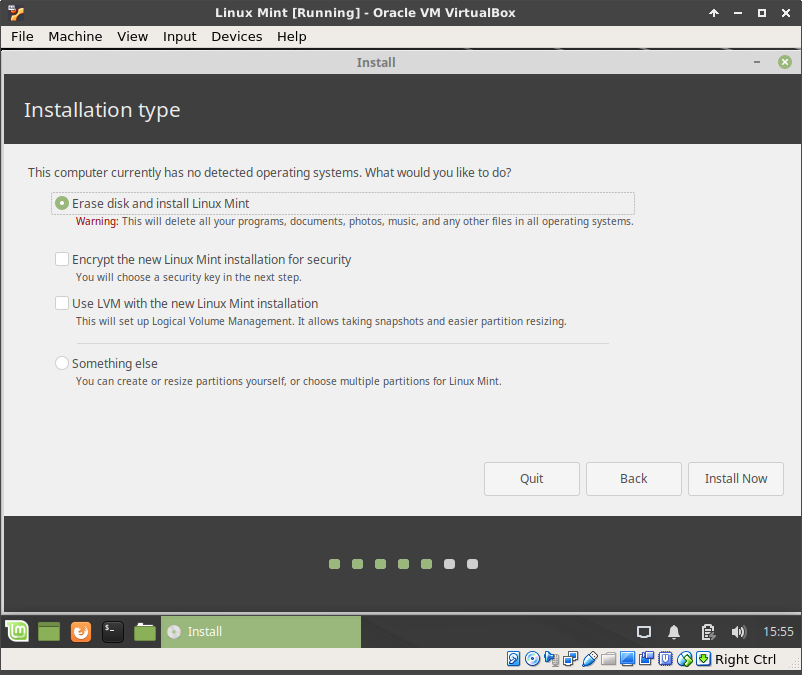 Linux Mint [Running] - Oracle VM VirtualBox
File Machine View Input Devices Help
Install
Installation type
This computer currently has no detected operating systems. What would you like to do?
Erase disk and install Linux Mint
Warning: This will delete all your programs, documents, photos, music, and any other files in all operating systems.
Encrypt the new Linux Mint installation for security
You will choose a security key in the next step.
Use LVM with the new Linux Mint installation
This will set up Logical Volume Management. It allows taking snapshots and easier partition resizing.
Something else
You can create or resize partitions yourself, or choose multiple partitions for Linux Mint.
Quit Back Install Now
Install 15:55
Right Ctrl